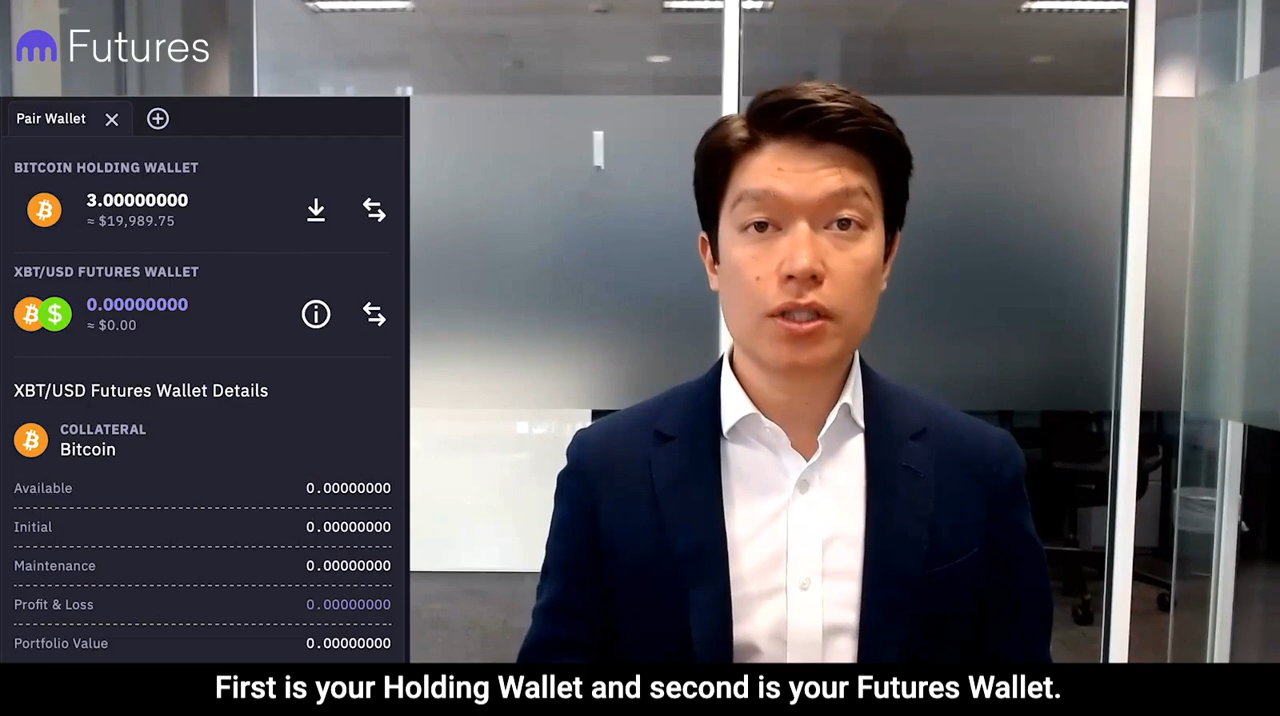 Futures
Pair Wallet
BITCOIN HOLDING WALLET
3.00000000
≈ $19,989.75
XBT/USD FUTURES WALLET
0.00000000
≈ $0.00
XBT/USD Futures Wallet Details
COLLATERAL
Bitcoin
Available 0.00000000
Initial 0.00000000
Maintenance 0.00000000
Profit & Loss 0.00000000
Portfolio Value 0.00000000
First is your Holding Wallet and second is your Futures Wallet.